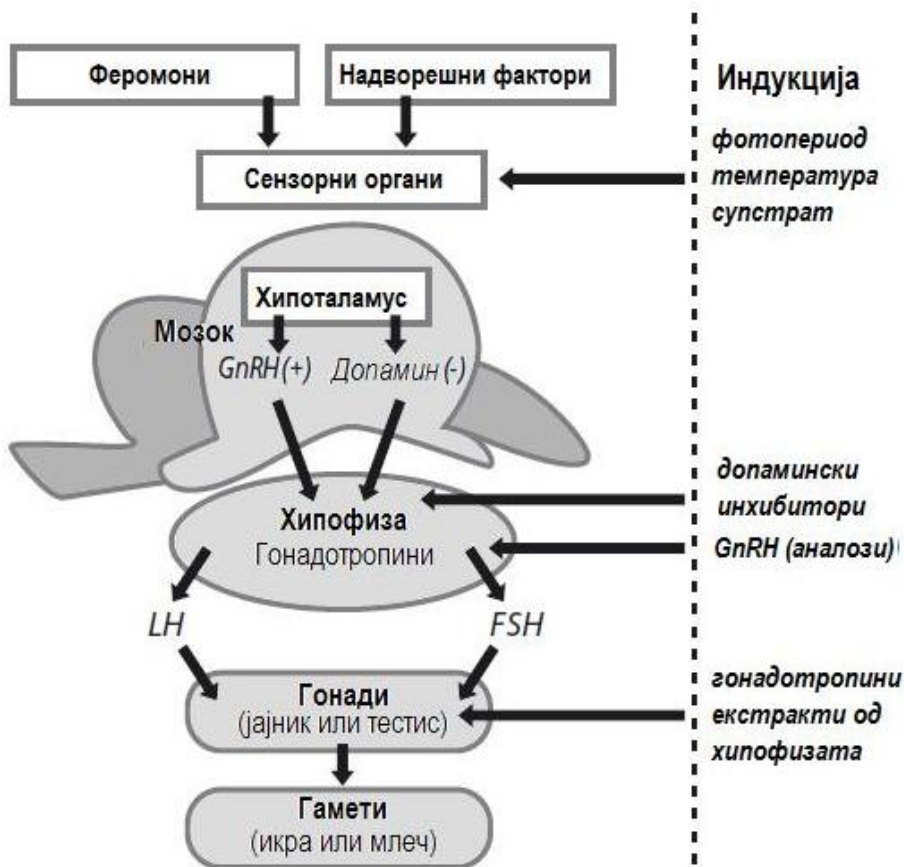 Феромони
Надворешни фактори
Сензорни органи
Хипоталамус
Мозок
GnRH (+) Допамин (-)
Хипофиза
Гонадотропини
LH
FSH
Гонади
(јајник или тестис)
Гамети
(икра или млеч)
Индукција
фотопериод
температура
супстрат
допамински
инхибитори
GnRH (аналози)
гонадотропини
екстракти од
хипофизата